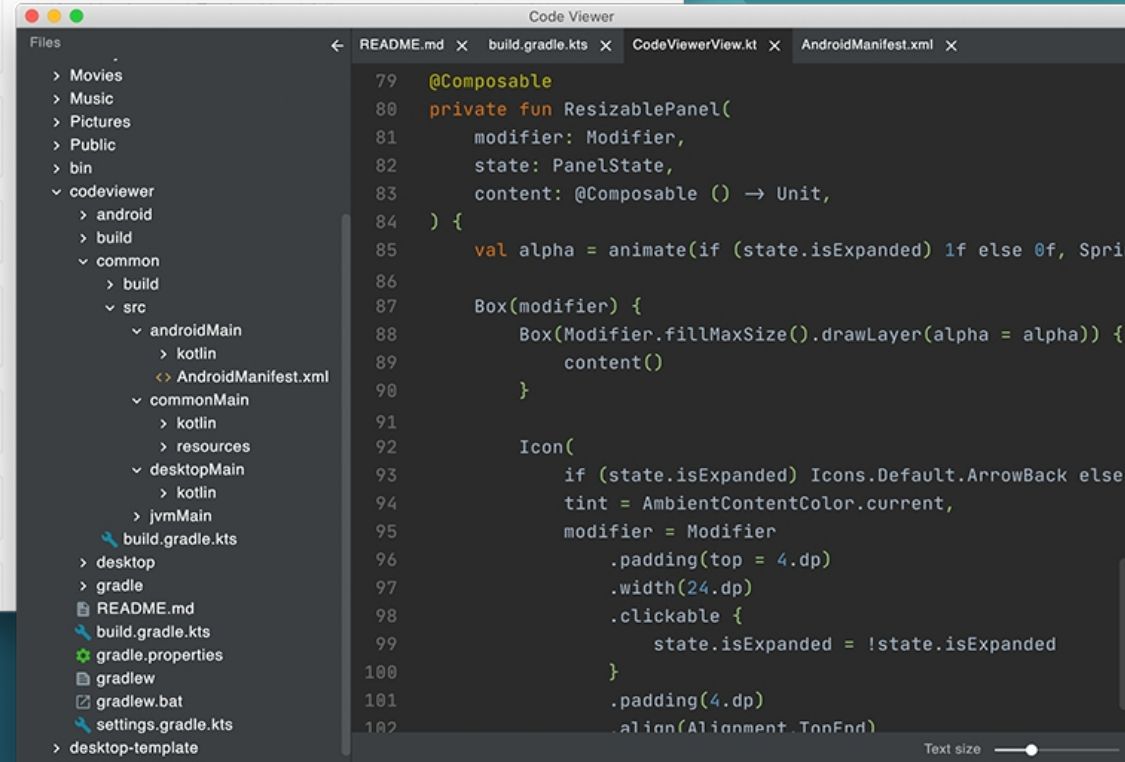 Code Viewer
Files
README.md
build.gradle.kts
CodeViewerView.kt
AndroidManifest.xml
Movies
Music
Pictures
Public
bin
codeviewer
android
build
common
build
src
androidMain
kotlin
<> AndroidManifest.xml
commonMain
kotlin
resources
desktopMain
kotlin
jvmMain
build.gradle.kts
desktop
gradle
README.md
build.gradle.kts
gradle.properties
gradlew
gradlew.bat
settings.gradle.kts
desktop-template
79 @Composable
80 private fun ResizablePanel(
81 modifier: Modifier,
82 state: PanelState,
83 content: @Composable () → Unit,
84 ) {
85 val alpha = animate(if (state.isExpanded) 1f else 0f, Spri
86
87 Box(modifier) {
88 Box(Modifier.fillMaxSize().drawLayer(alpha = alpha)) {
89 content()
90 }
91
92 Icon(
93 if (state.isExpanded) Icons.Default.ArrowBack else
94 tint = AmbientContentColor.current,
95 modifier = Modifier
96 .padding(top = 4.dp)
97 .width(24.dp)
98 .clickable {
99 state.isExpanded = !state.isExpanded
100 }
101 .padding(4.dp)
102 .align(Alignment.TopEnd)
Text size